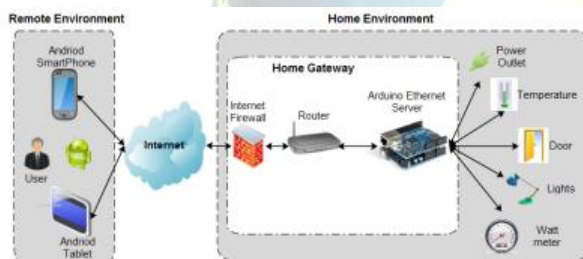 Remote Environment
Home Environment
Andriod
SmartPhone
User
Andriod
Tablet
Internet
Home Gateway
Internet
Firewall
Router
Arduino Ethernet
Server
Power
Outlet
Temperature
Door
Lights
Watt
meter